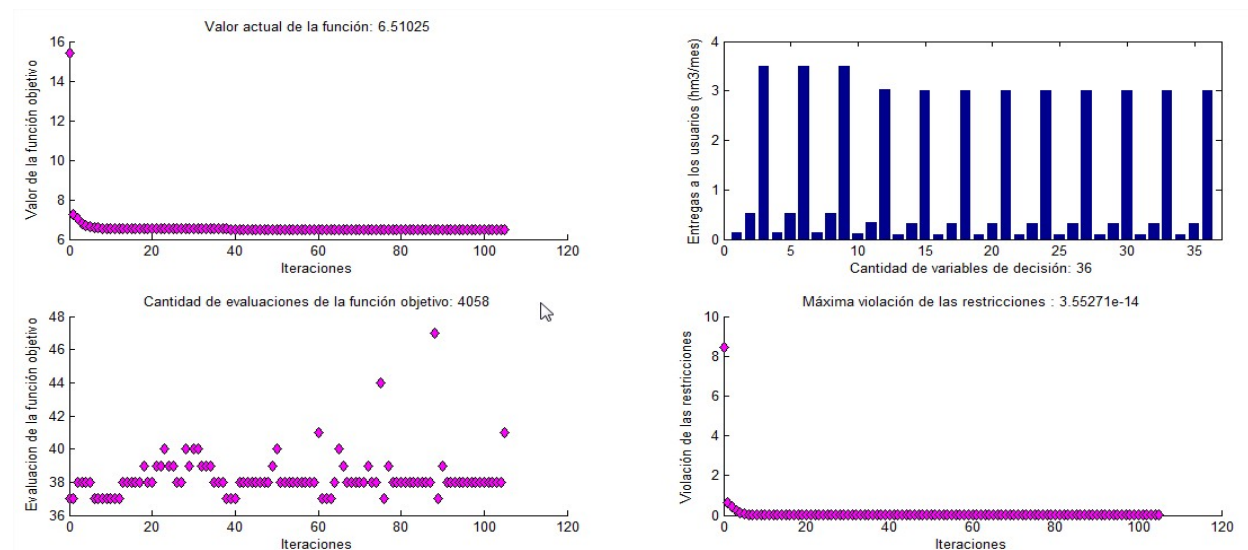 Valor actual de la función: 6.51025
Valor de la función objetivo
16
14
12
10
8
6
0 20 40 60 80 100 120
Iteraciones
Entregas a los usuarios (hm3/mes)
4
3
2
1
0
0 5 10 15 20 25 30 35
Cantidad de variables de decisión: 36
Cantidad de evaluaciones de la función objetivo: 4058
Evaluacion de la función objetivo
48
46
44
42
40
38
36
0 20 40 60 80 100 120
Iteraciones
Máxima violación de las restricciones : 3.55271e-14
Violación de las restricciones
10
8
6
4
2
0
0 20 40 60 80 100 120
Iteraciones